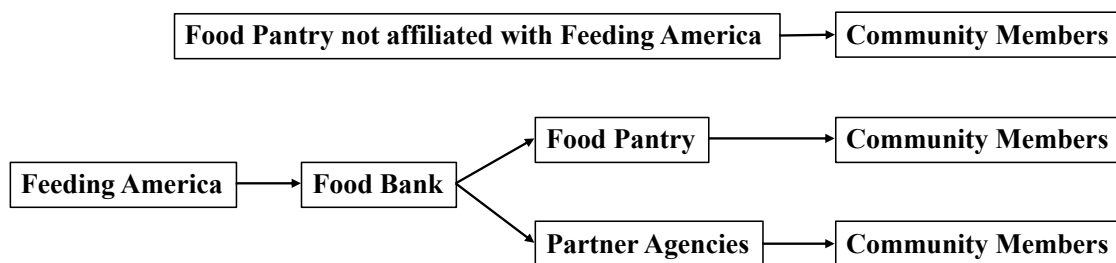 Food Pantry not affiliated with Feeding America
Community Members
Food Pantry
Community Members
Feeding America
Food Bank
Partner Agencies
Community Members